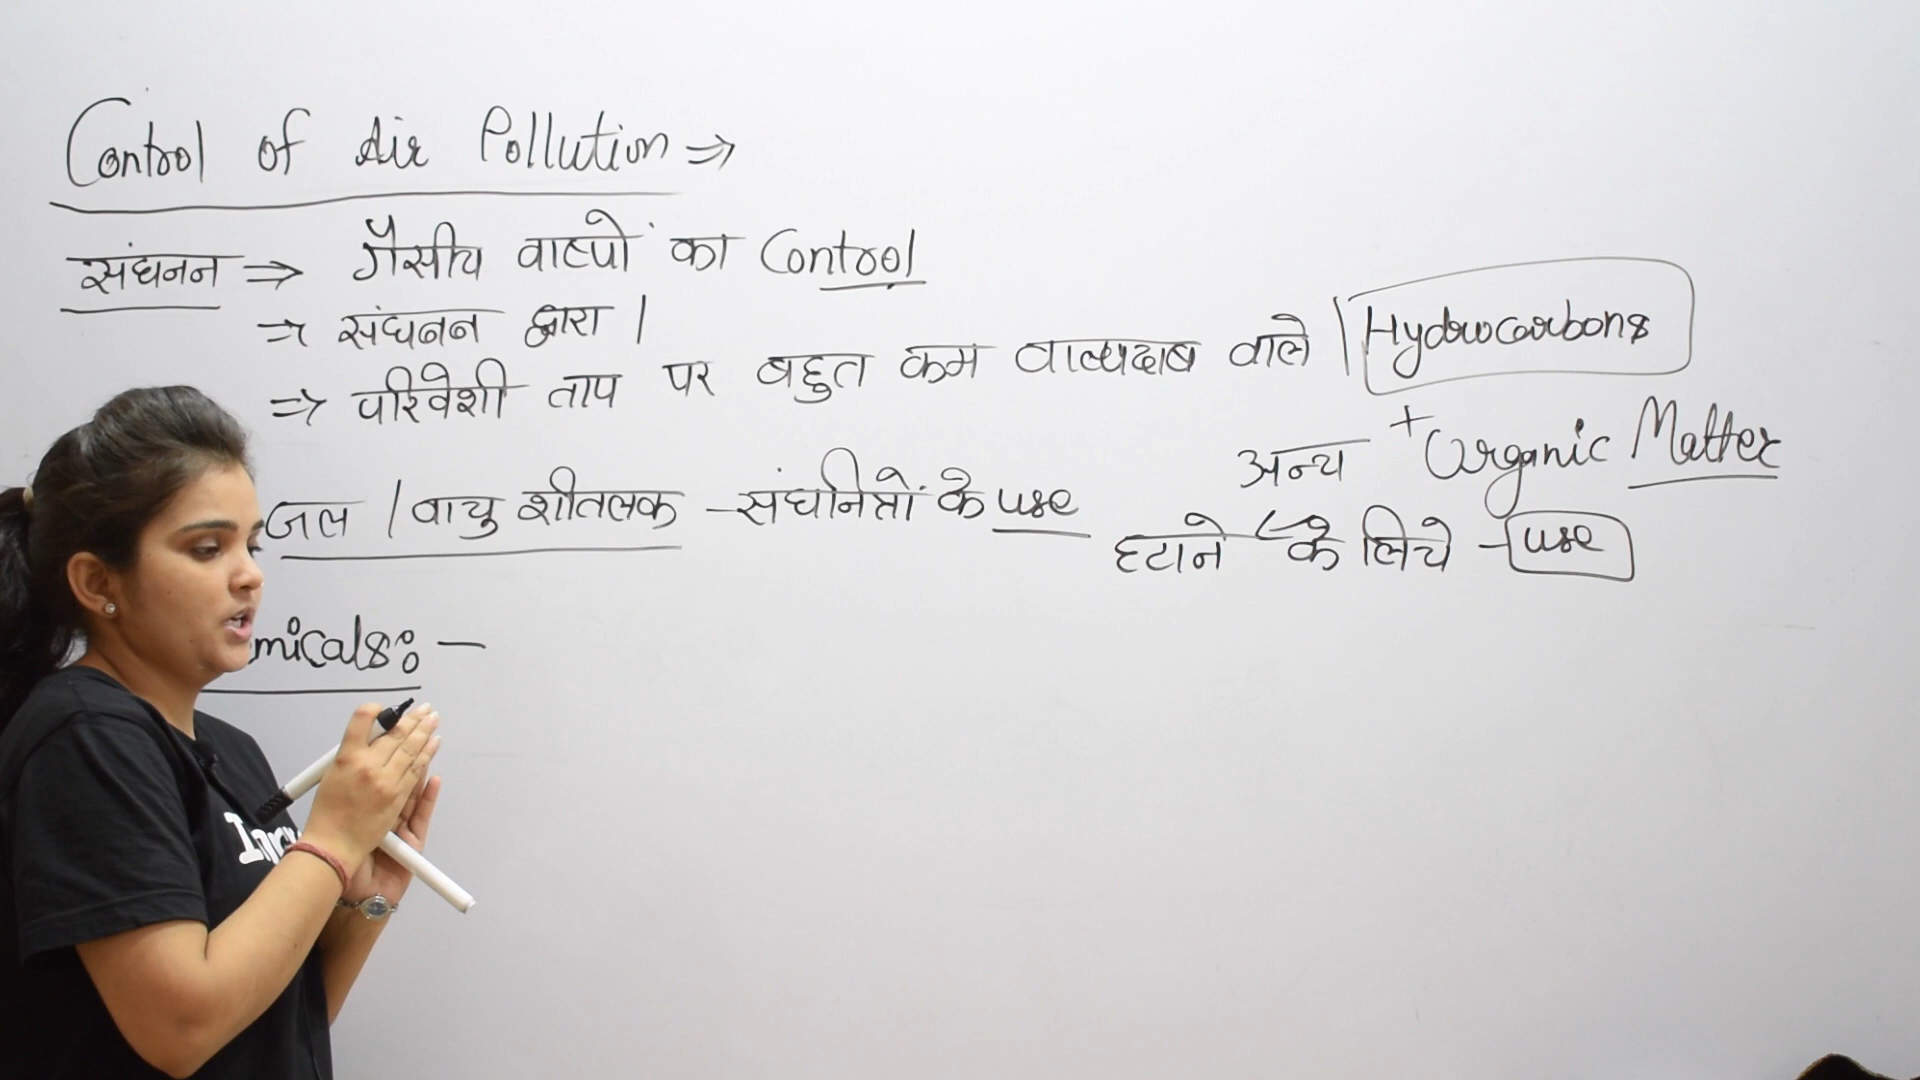 Control of Air Pollution ⇒
संघनन ⇒ गैसीय वाष्पों का Control
⇒ संघनन द्वारा |
⇒ परिवेशी ताप पर बहुत कम वाष्पदाब वाले | Hydrocarbons
+ अन्य Organic Matter
जल / वायु शीतलक - संघनित्रों के use
हटाने के लिये - use
micals: -